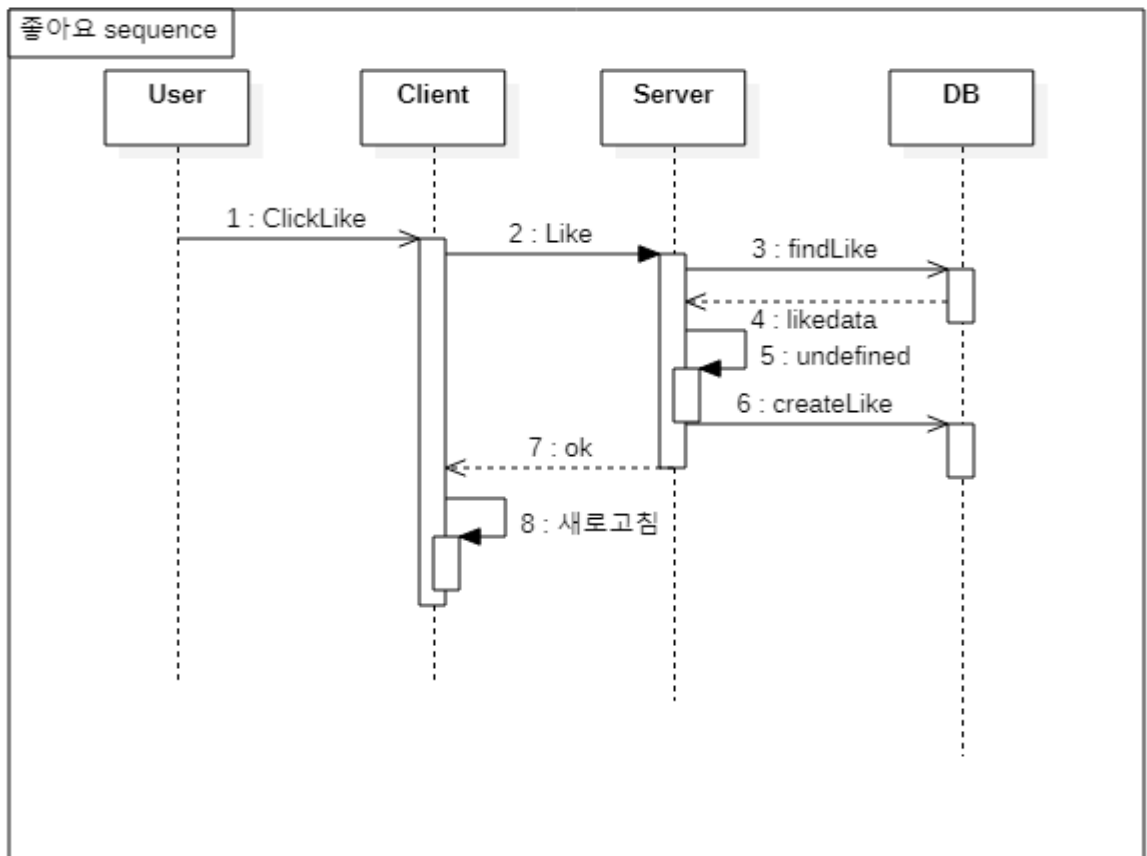 좋아요 sequence
User
Client
Server
DB
1 : ClickLike
2 : Like
3 : findLike
4 : likedata
5 : undefined
6 : createLike
7 : ok
8 : 새로고침